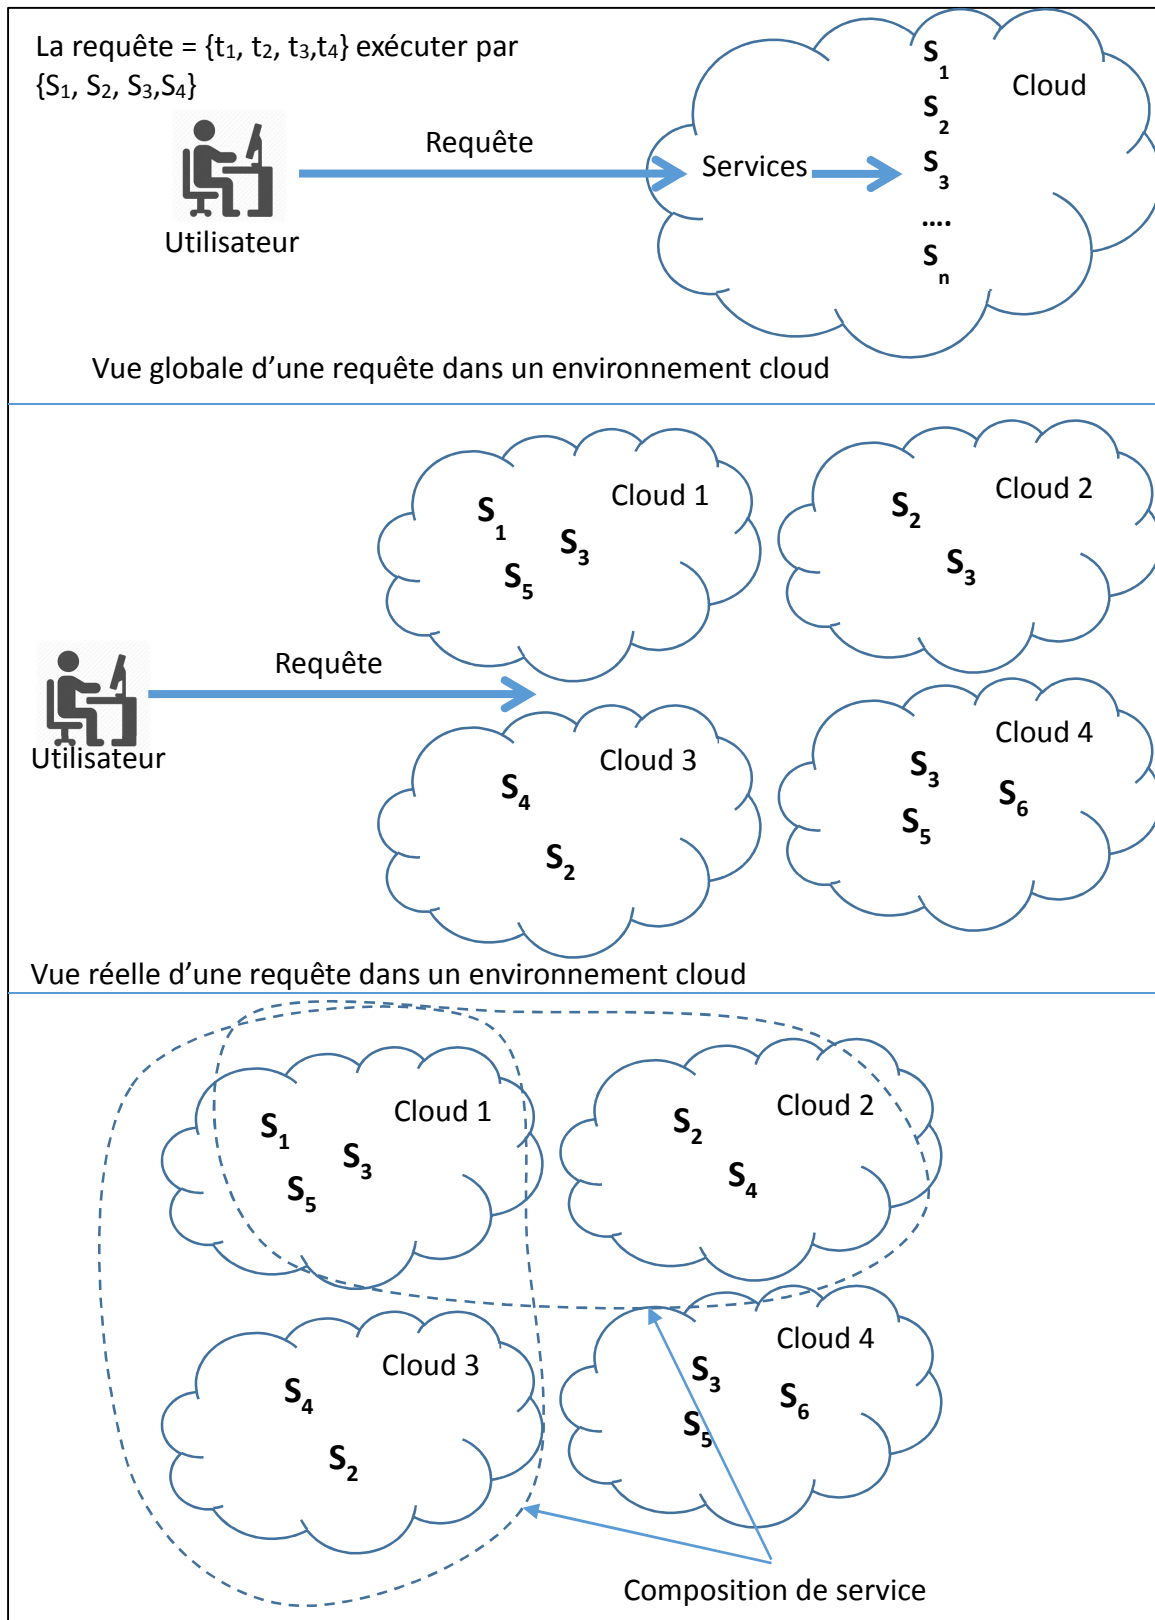 La requête = {t1, t2, t3,t4} exécuter par
{S1, S2, S3,S4}
Requête
Utilisateur
Services
S1
S2
S3
....
Sn
Cloud
Vue globale d’une requête dans un environnement cloud
Cloud 1
S1
S3
S5
Cloud 2
S2
S3
Requête
Utilisateur
Cloud 3
S4
S2
Cloud 4
S3
S6
S5
Vue réelle d’une requête dans un environnement cloud
Cloud 1
S1
S3
S5
Cloud 2
S2
S4
Cloud 3
S4
S2
Cloud 4
S3
S6
S5
Composition de service